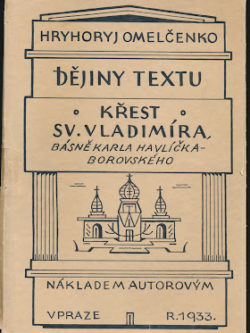 HRYHORYJ OMELČENKO
DĚJINY TEXTU
KŘEST
SV. VLADIMÍRA,
BÁSNĚ KARLA HAVLÍČKA-
BOROVSKÉHO
NÁKLADEM AUTOROVÝM
V PRAZE R. 1933.